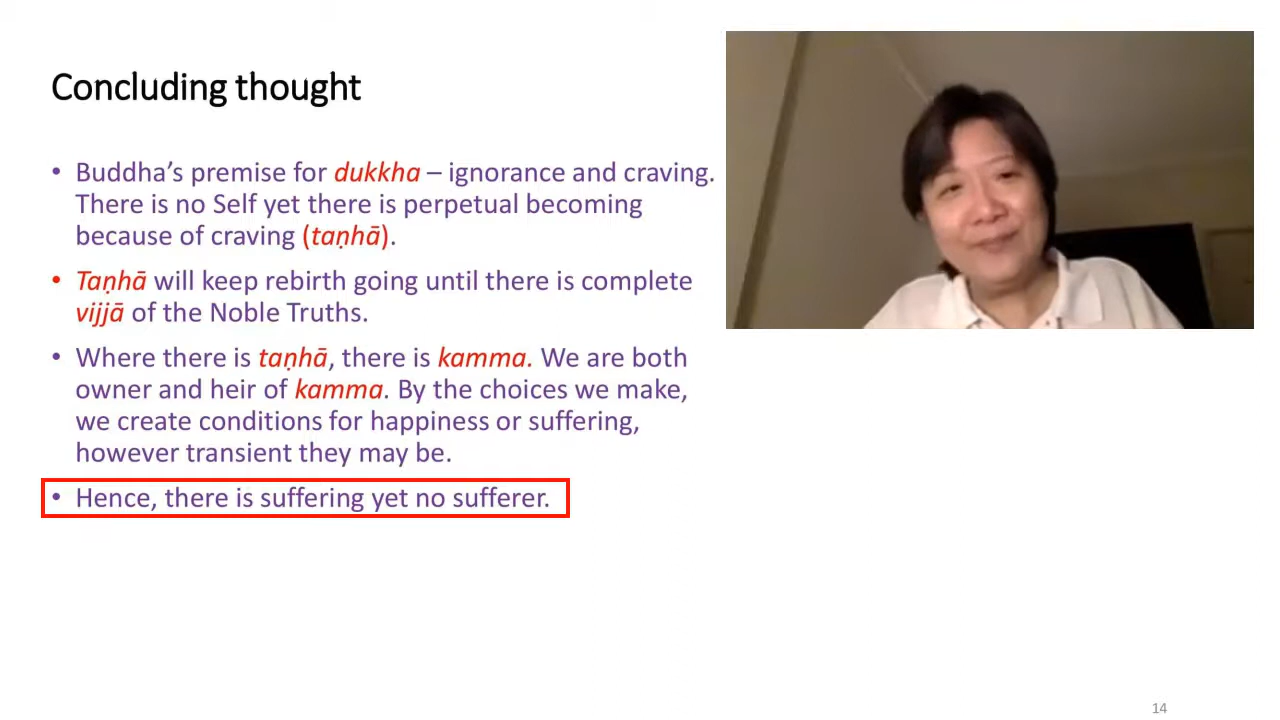 Concluding thought
• Buddha’s premise for dukkha – ignorance and craving.
There is no Self yet there is perpetual becoming
because of craving (taṇhā).
• Taṇhā will keep rebirth going until there is complete
vijjā of the Noble Truths.
• Where there is taṇhā, there is kamma. We are both
owner and heir of kamma. By the choices we make,
we create conditions for happiness or suffering,
however transient they may be.
• Hence, there is suffering yet no sufferer.
14